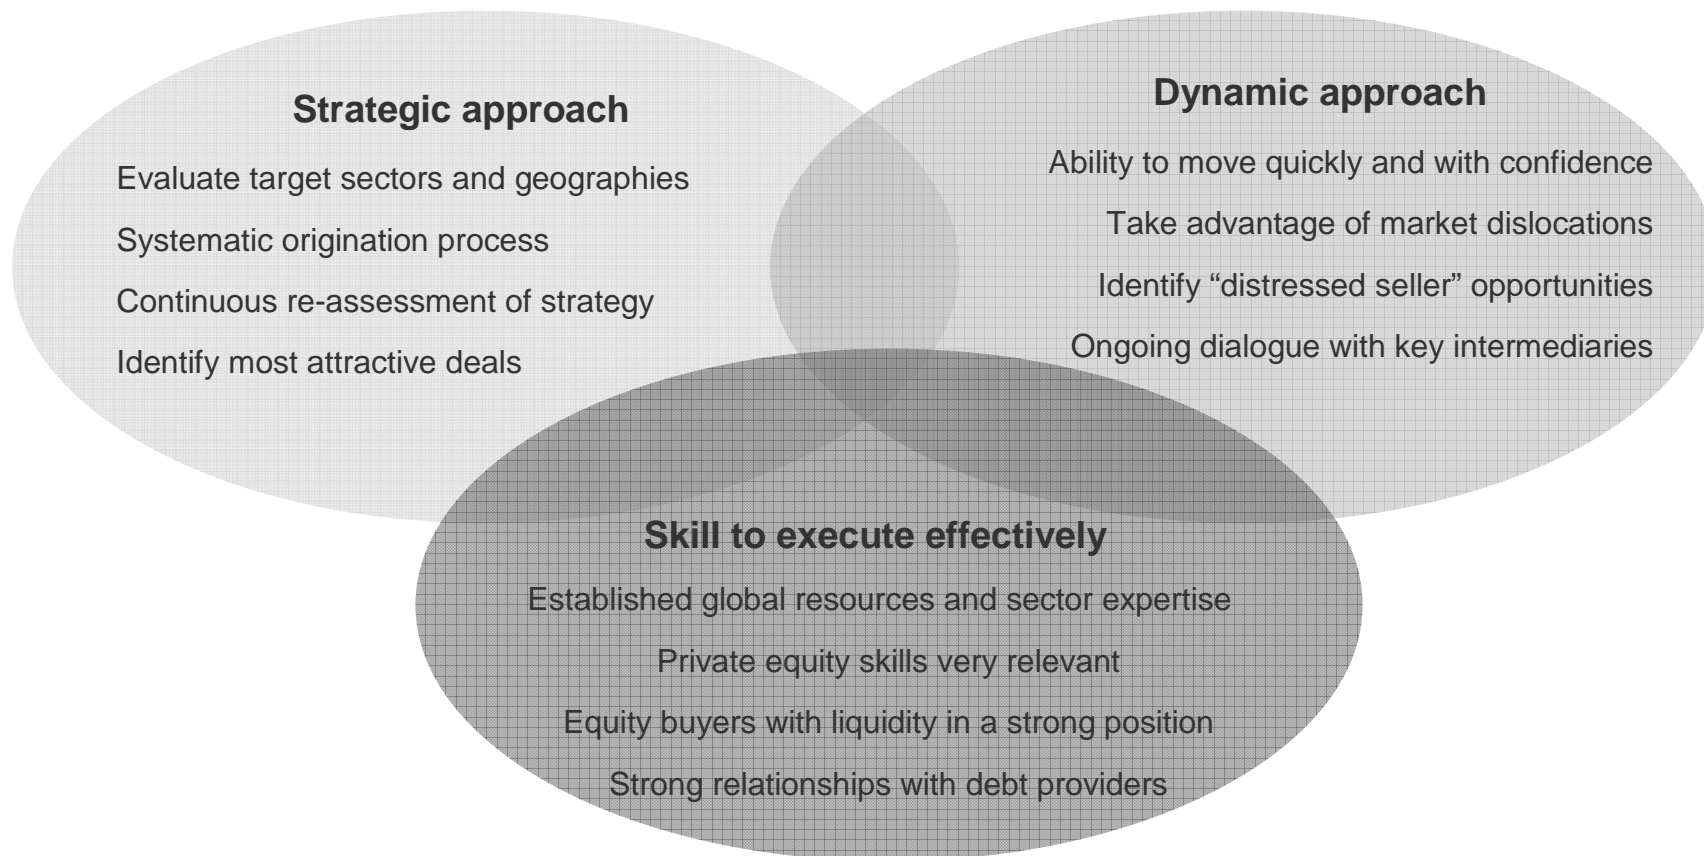 Strategic approach
Evaluate target sectors and geographies
Systematic origination process
Continuous re-assessment of strategy
Identify most attractive deals
Dynamic approach
Ability to move quickly and with confidence
Take advantage of market dislocations
Identify “distressed seller” opportunities
Ongoing dialogue with key intermediaries
Skill to execute effectively
Established global resources and sector expertise
Private equity skills very relevant
Equity buyers with liquidity in a strong position
Strong relationships with debt providers